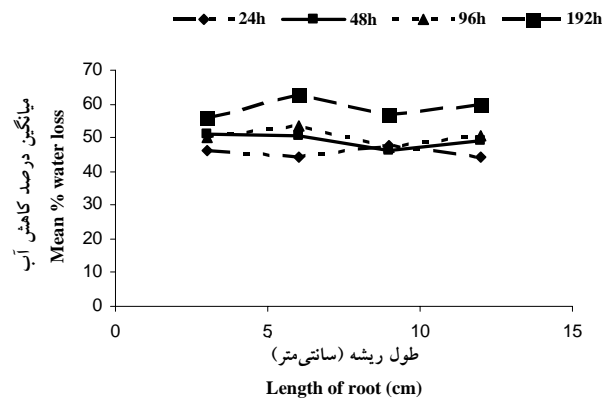 24h 48h 96h 192h
70
60
50
40
30
20
10
0
میانگین درصد کاهش آب
Mean % water loss
0 5 10 15
طول ریشه (سانتی‌متر)
Length of root (cm)